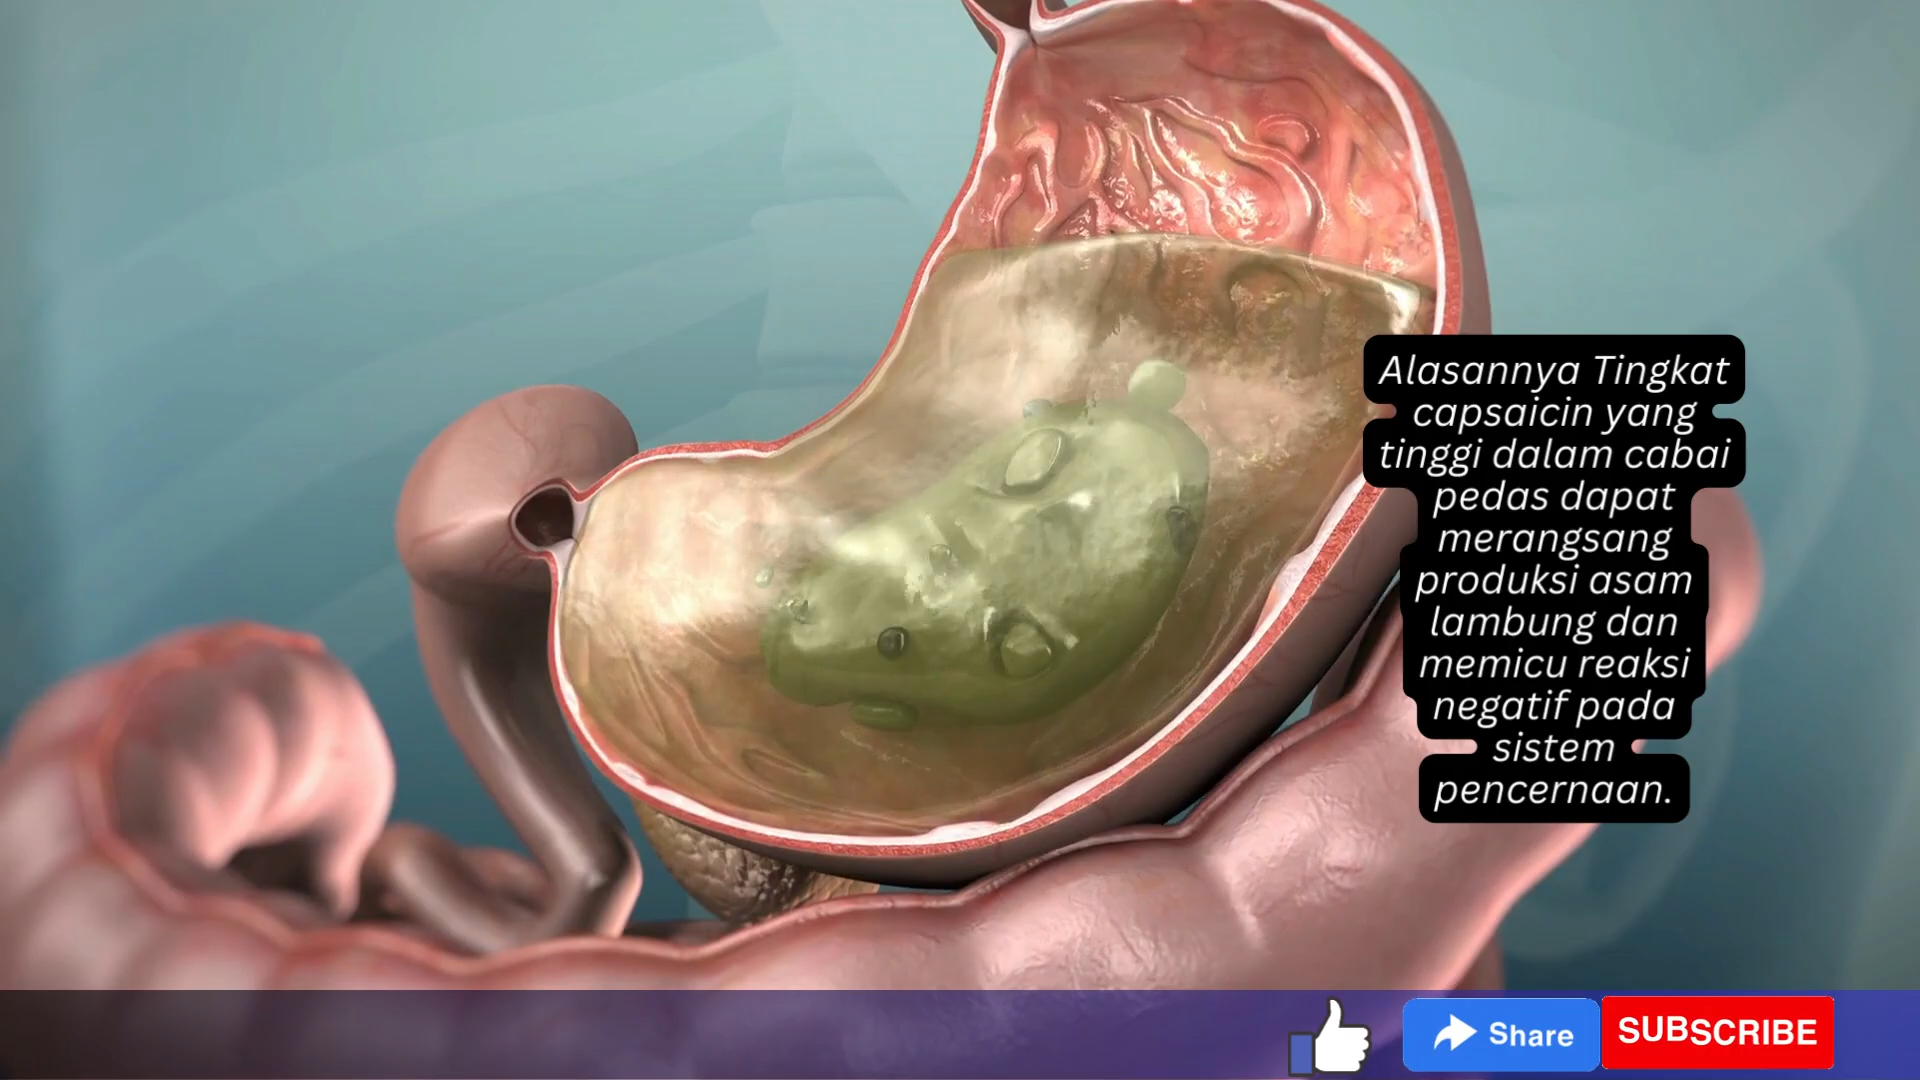 Alasannya Tingkat
capsaicin yang
tinggi dalam cabai
pedas dapat
merangsang
produksi asam
lambung dan
memicu reaksi
negatif pada
sistem
pencernaan.
Share
SUBSCRIBE